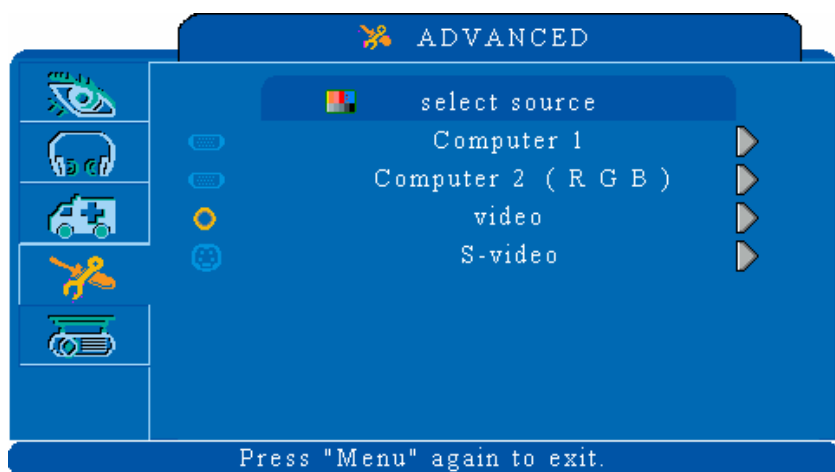 ADVANCED
select source
Computer 1
Computer 2 ( R G B )
video
S-video
Press "Menu" again to exit.